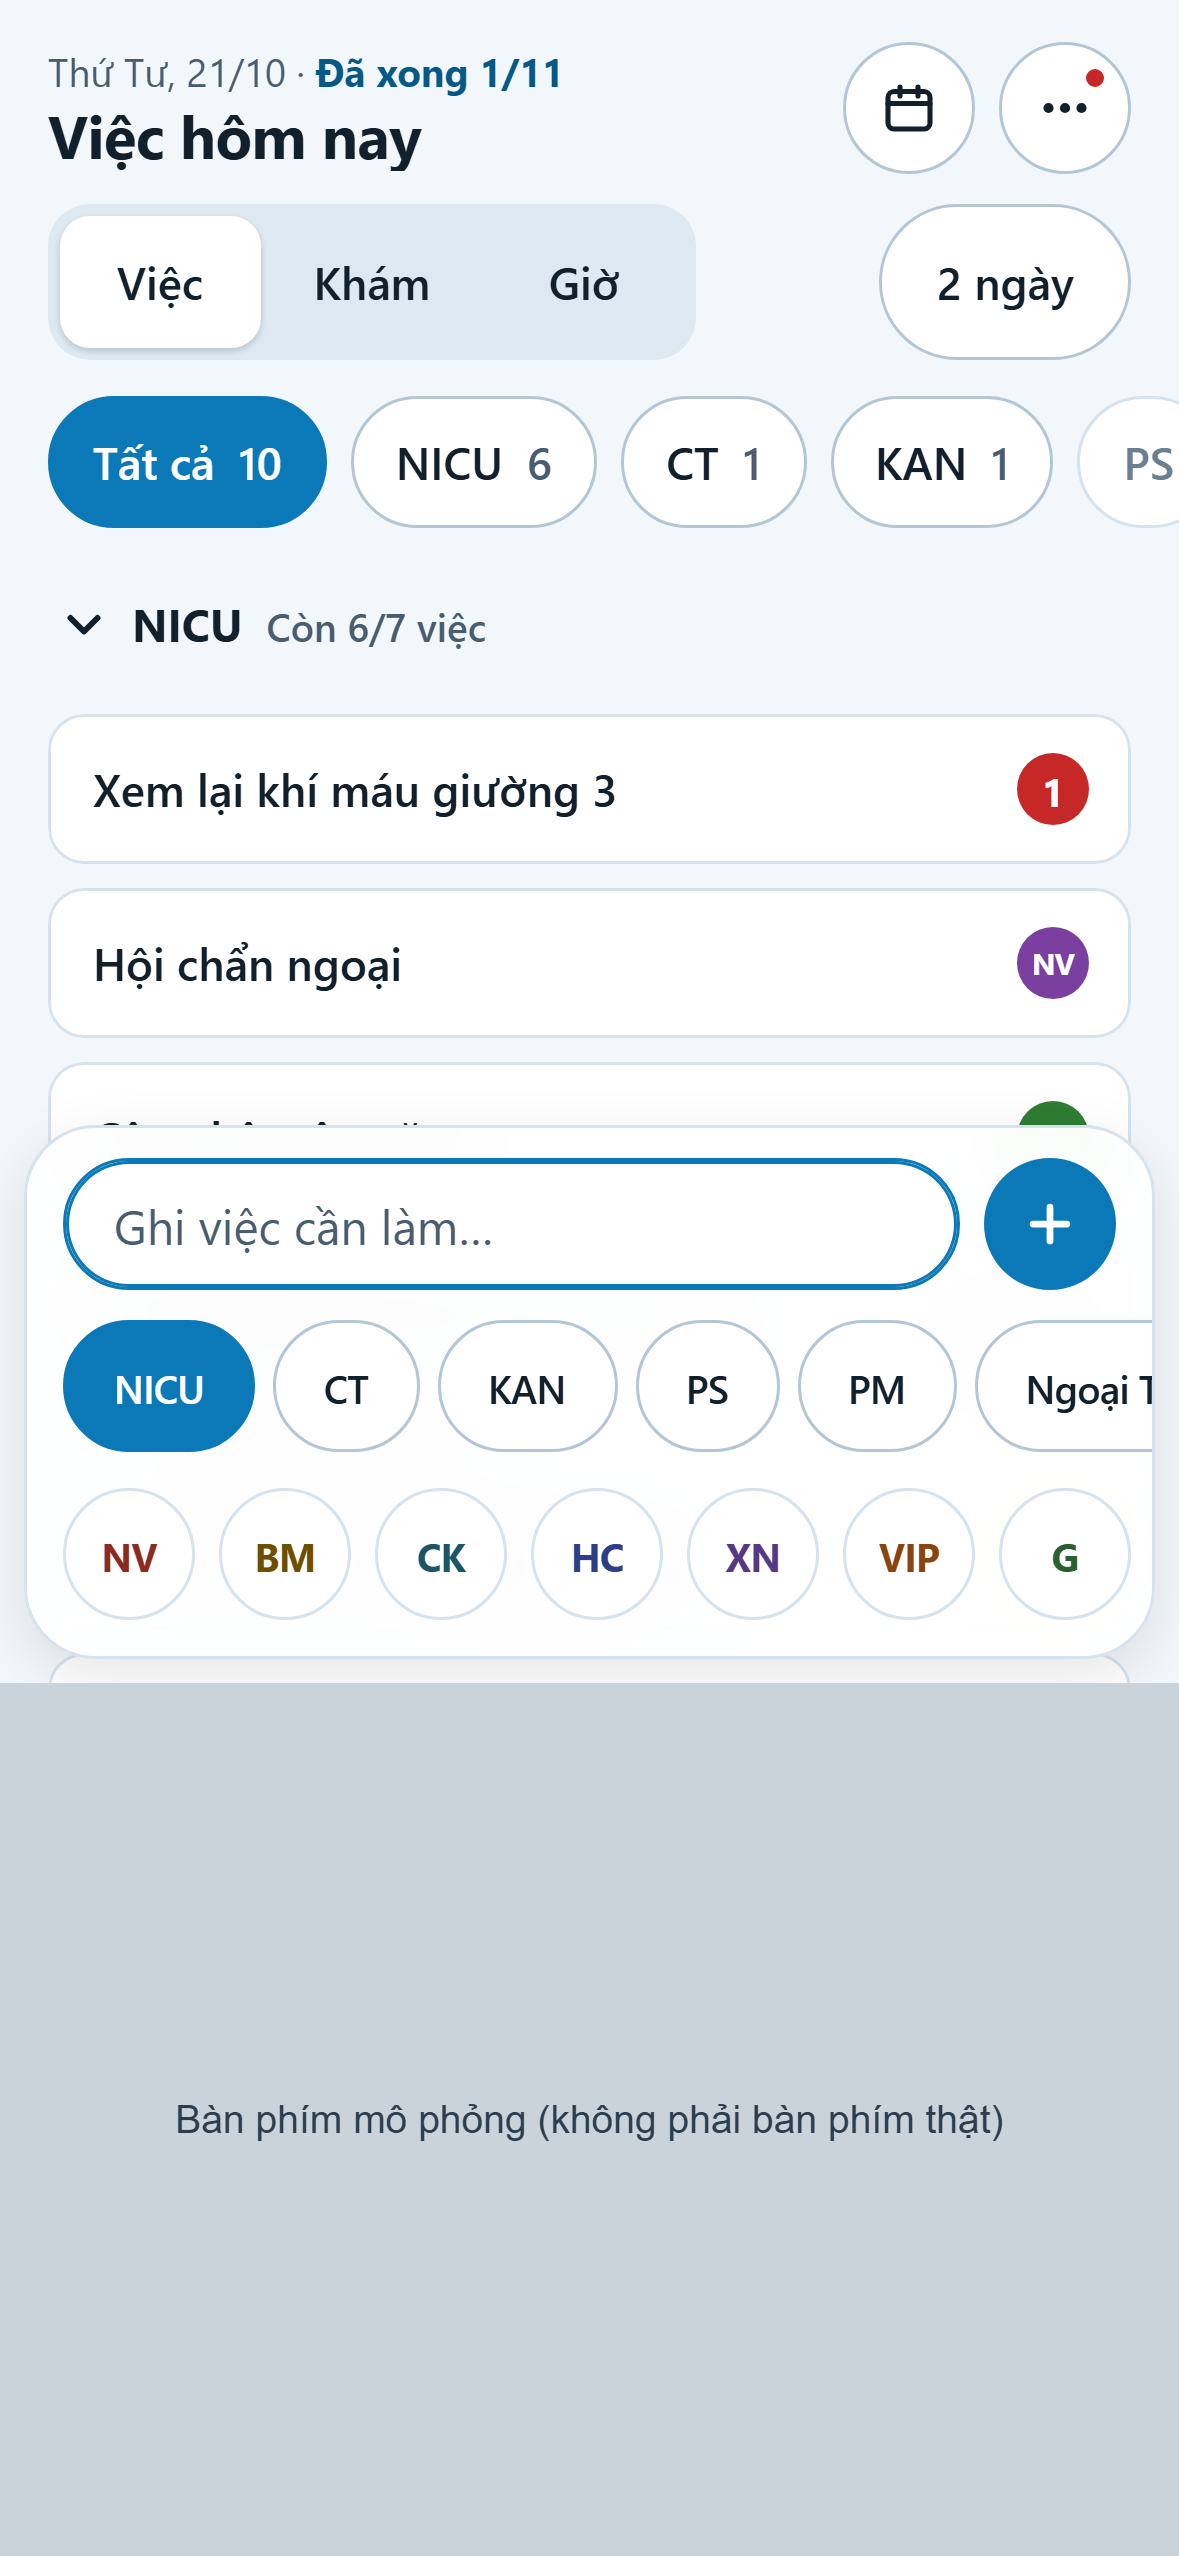 Thứ Tư, 21/10 · Đã xong 1/11
Việc hôm nay
Việc Khám Giờ 2 ngày
Tất cả 10 NICU 6 CT 1 KAN 1 PS
NICU Còn 6/7 việc
Xem lại khí máu giường 3 1
Hội chẩn ngoại NV
Ghi việc cần làm...
NICU CT KAN PS PM Ngoại
NV BM CK HC XN VIP G
Bàn phím mô phỏng (không phải bàn phím thật)